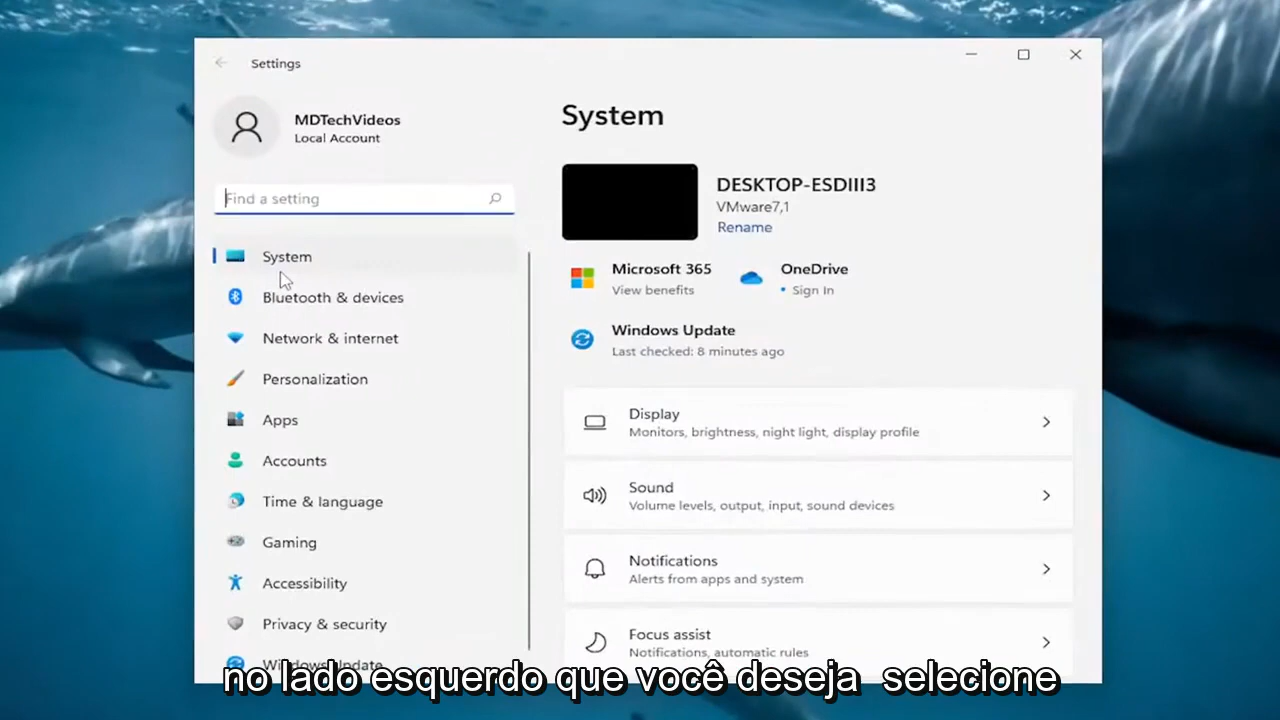 Settings
MDTechVideos
Local Account
Find a setting
System
Bluetooth & devices
Network & internet
Personalization
Apps
Accounts
Time & language
Gaming
Accessibility
Privacy & security
Windows Update
System
DESKTOP-ESDIII3
VMware7,1
Rename
Microsoft 365
View benefits
OneDrive
• Sign In
Windows Update
Last checked: 8 minutes ago
Display
Monitors, brightness, night light, display profile
Sound
Volume levels, output, input, sound devices
Notifications
Alerts from apps and system
Focus assist
Notifications, automatic rules
no lado esquerdo que você deseja selecione